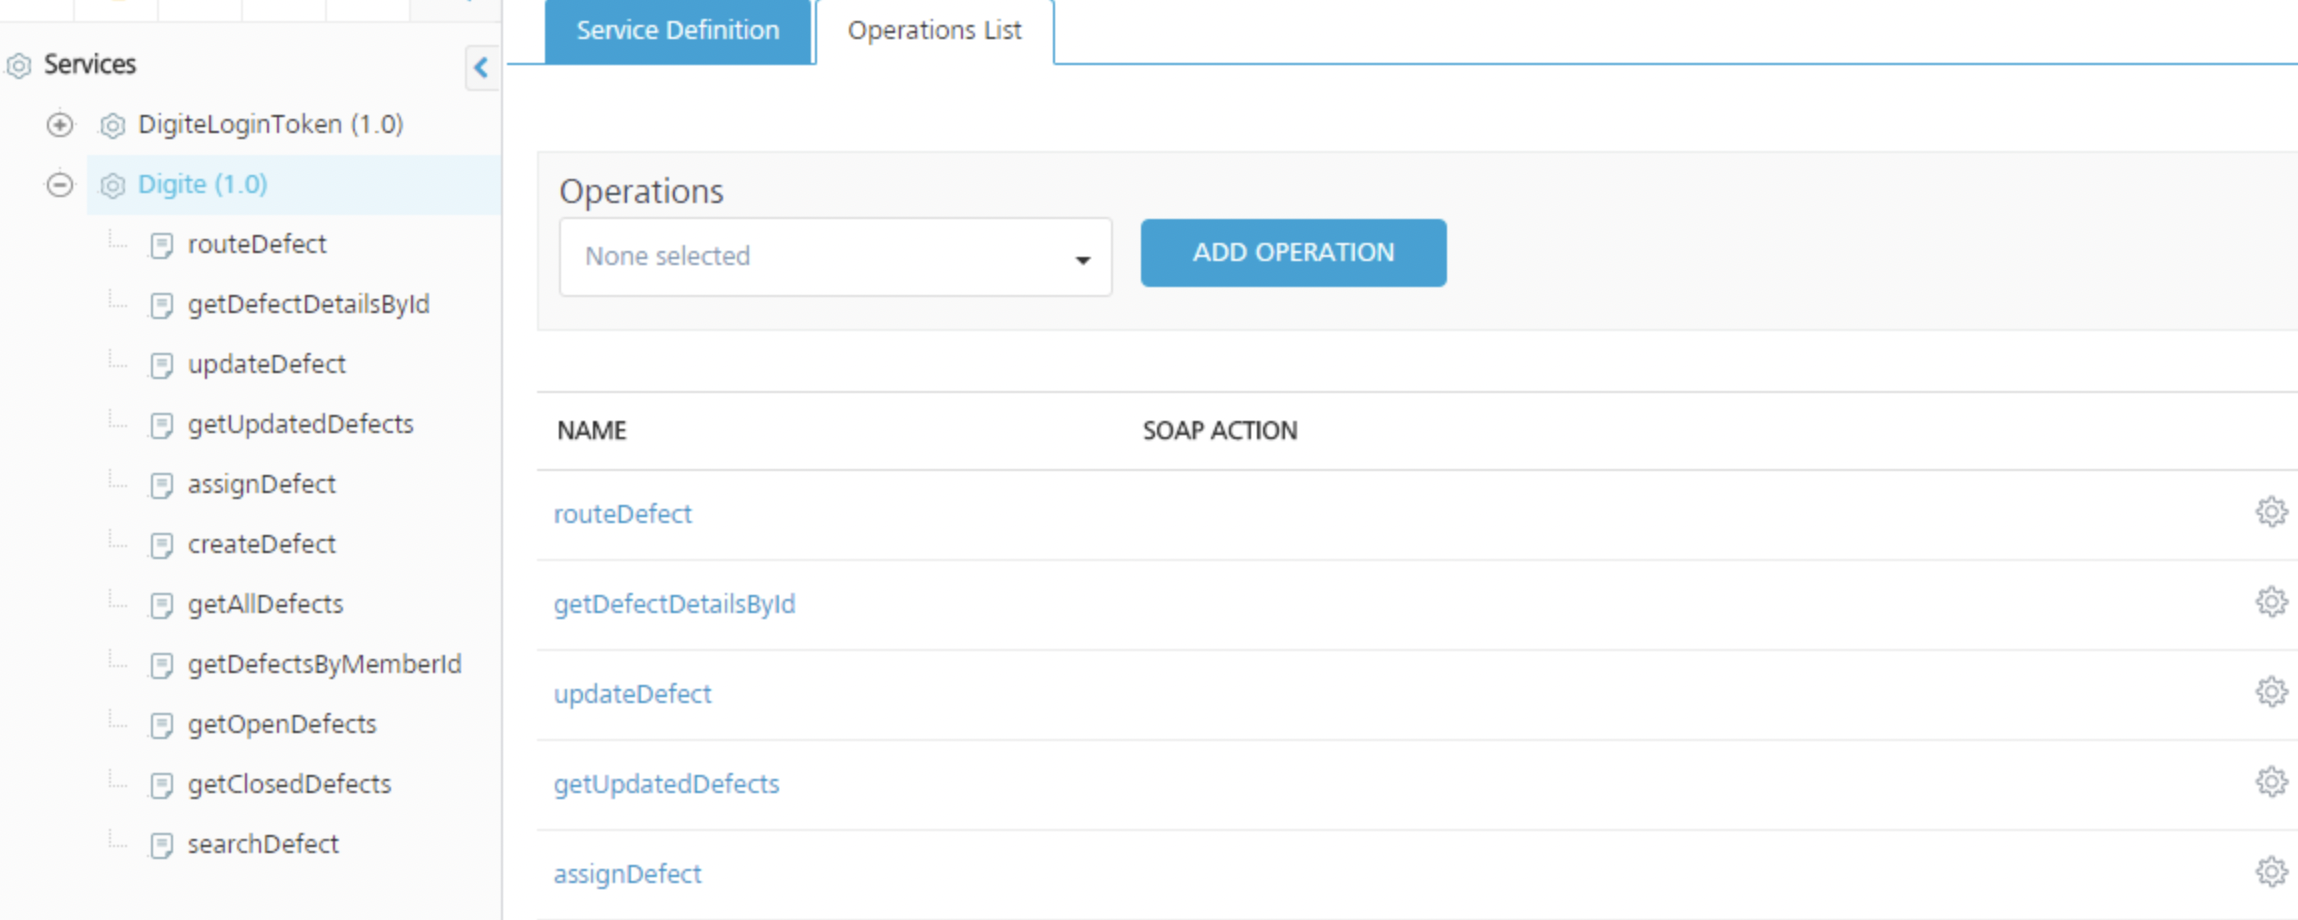 Services
DigiteLoginToken (1.0)
Digite (1.0)
routeDefect
getDefectDetailsById
updateDefect
getUpdatedDefects
assignDefect
createDefect
getAllDefects
getDefectsByMemberId
getOpenDefects
getClosedDefects
searchDefect
Service Definition
Operations List
Operations
None selected
ADD OPERATION
NAME SOAP ACTION
routeDefect
getDefectDetailsById
updateDefect
getUpdatedDefects
assignDefect